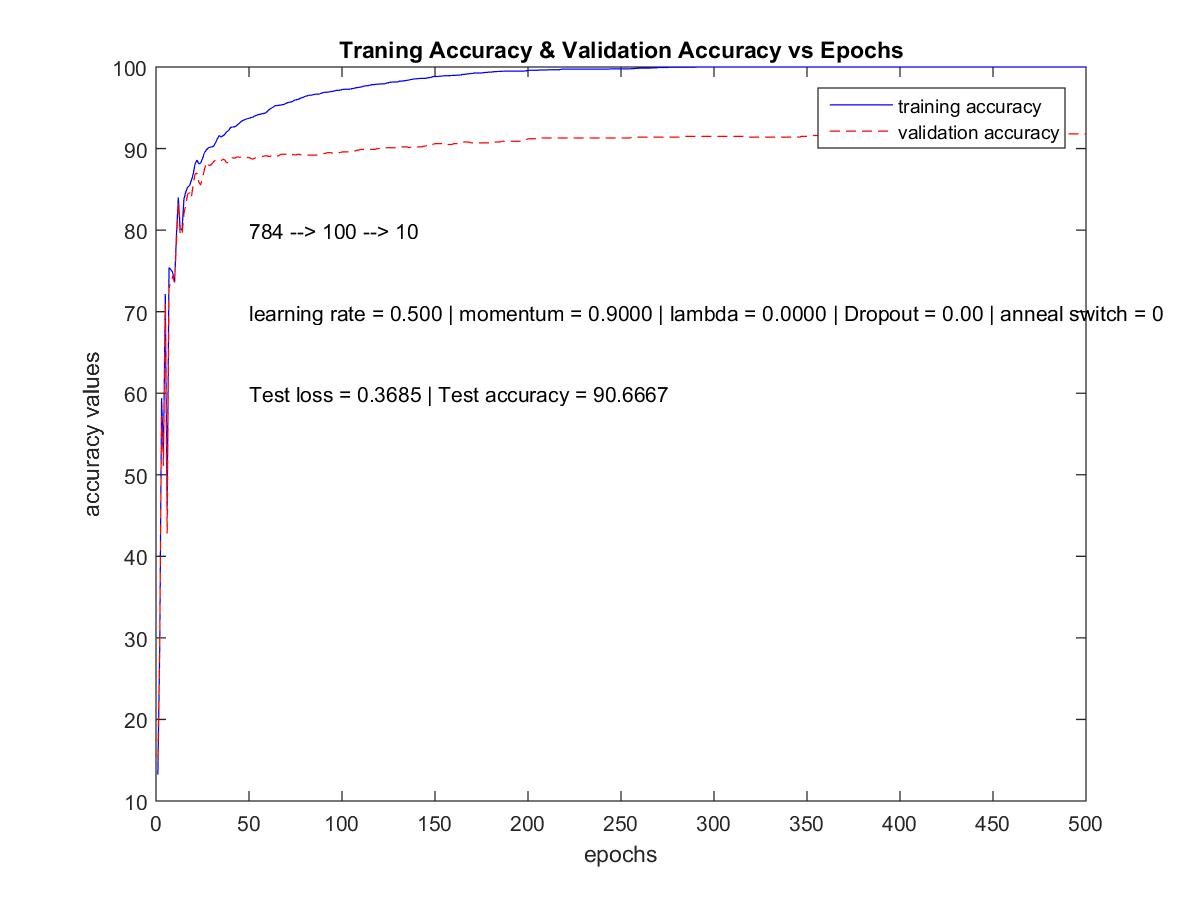 Traning Accuracy & Validation Accuracy vs Epochs
100
90
80
70
60
50
40
30
20
10
accuracy values
training accuracy
validation accuracy
784 --> 100 --> 10
learning rate = 0.500 | momentum = 0.9000 | lambda = 0.0000 | Dropout = 0.00 | anneal switch = 0
Test loss = 0.3685 | Test accuracy = 90.6667
0 50 100 150 200 250 300 350 400 450 500
epochs